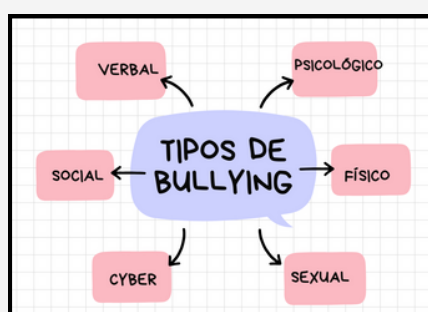 VERBAL
PSICOLÓGICO
TIPOS DE
BULLYING
SOCIAL
FÍSICO
CYBER
SEXUAL